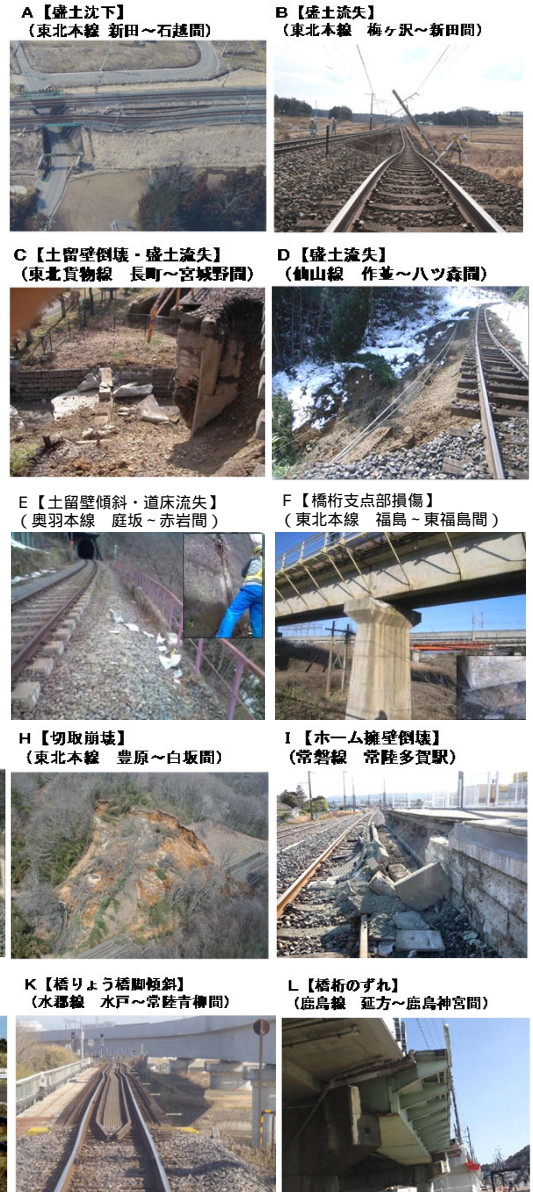 A【盛土沈下】
（東北本線 新田～石越間）
B【盛土流失】
（東北本線　梅ヶ沢～新田間）
C【土留壁倒壊・盛土流失】
（東北貨物線　長町～宮城野間）
D【盛土流失】
（仙山線　作並～八ツ森間）
E【土留壁傾斜・道床流失】
（奥羽本線　庭坂～赤岩間）
F【橋桁支点部損傷】
（東北本線　福島～東福島間）
H【切取崩壊】
（東北本線　豊原～白坂間）
I【ホーム擁壁倒壊】
（常磐線　常陸多賀駅）
K【橋りょう橋脚傾斜】
（水郡線　水戸～常陸青柳間）
L【橋桁のずれ】
（鹿島線　延方～鹿島神宮間）